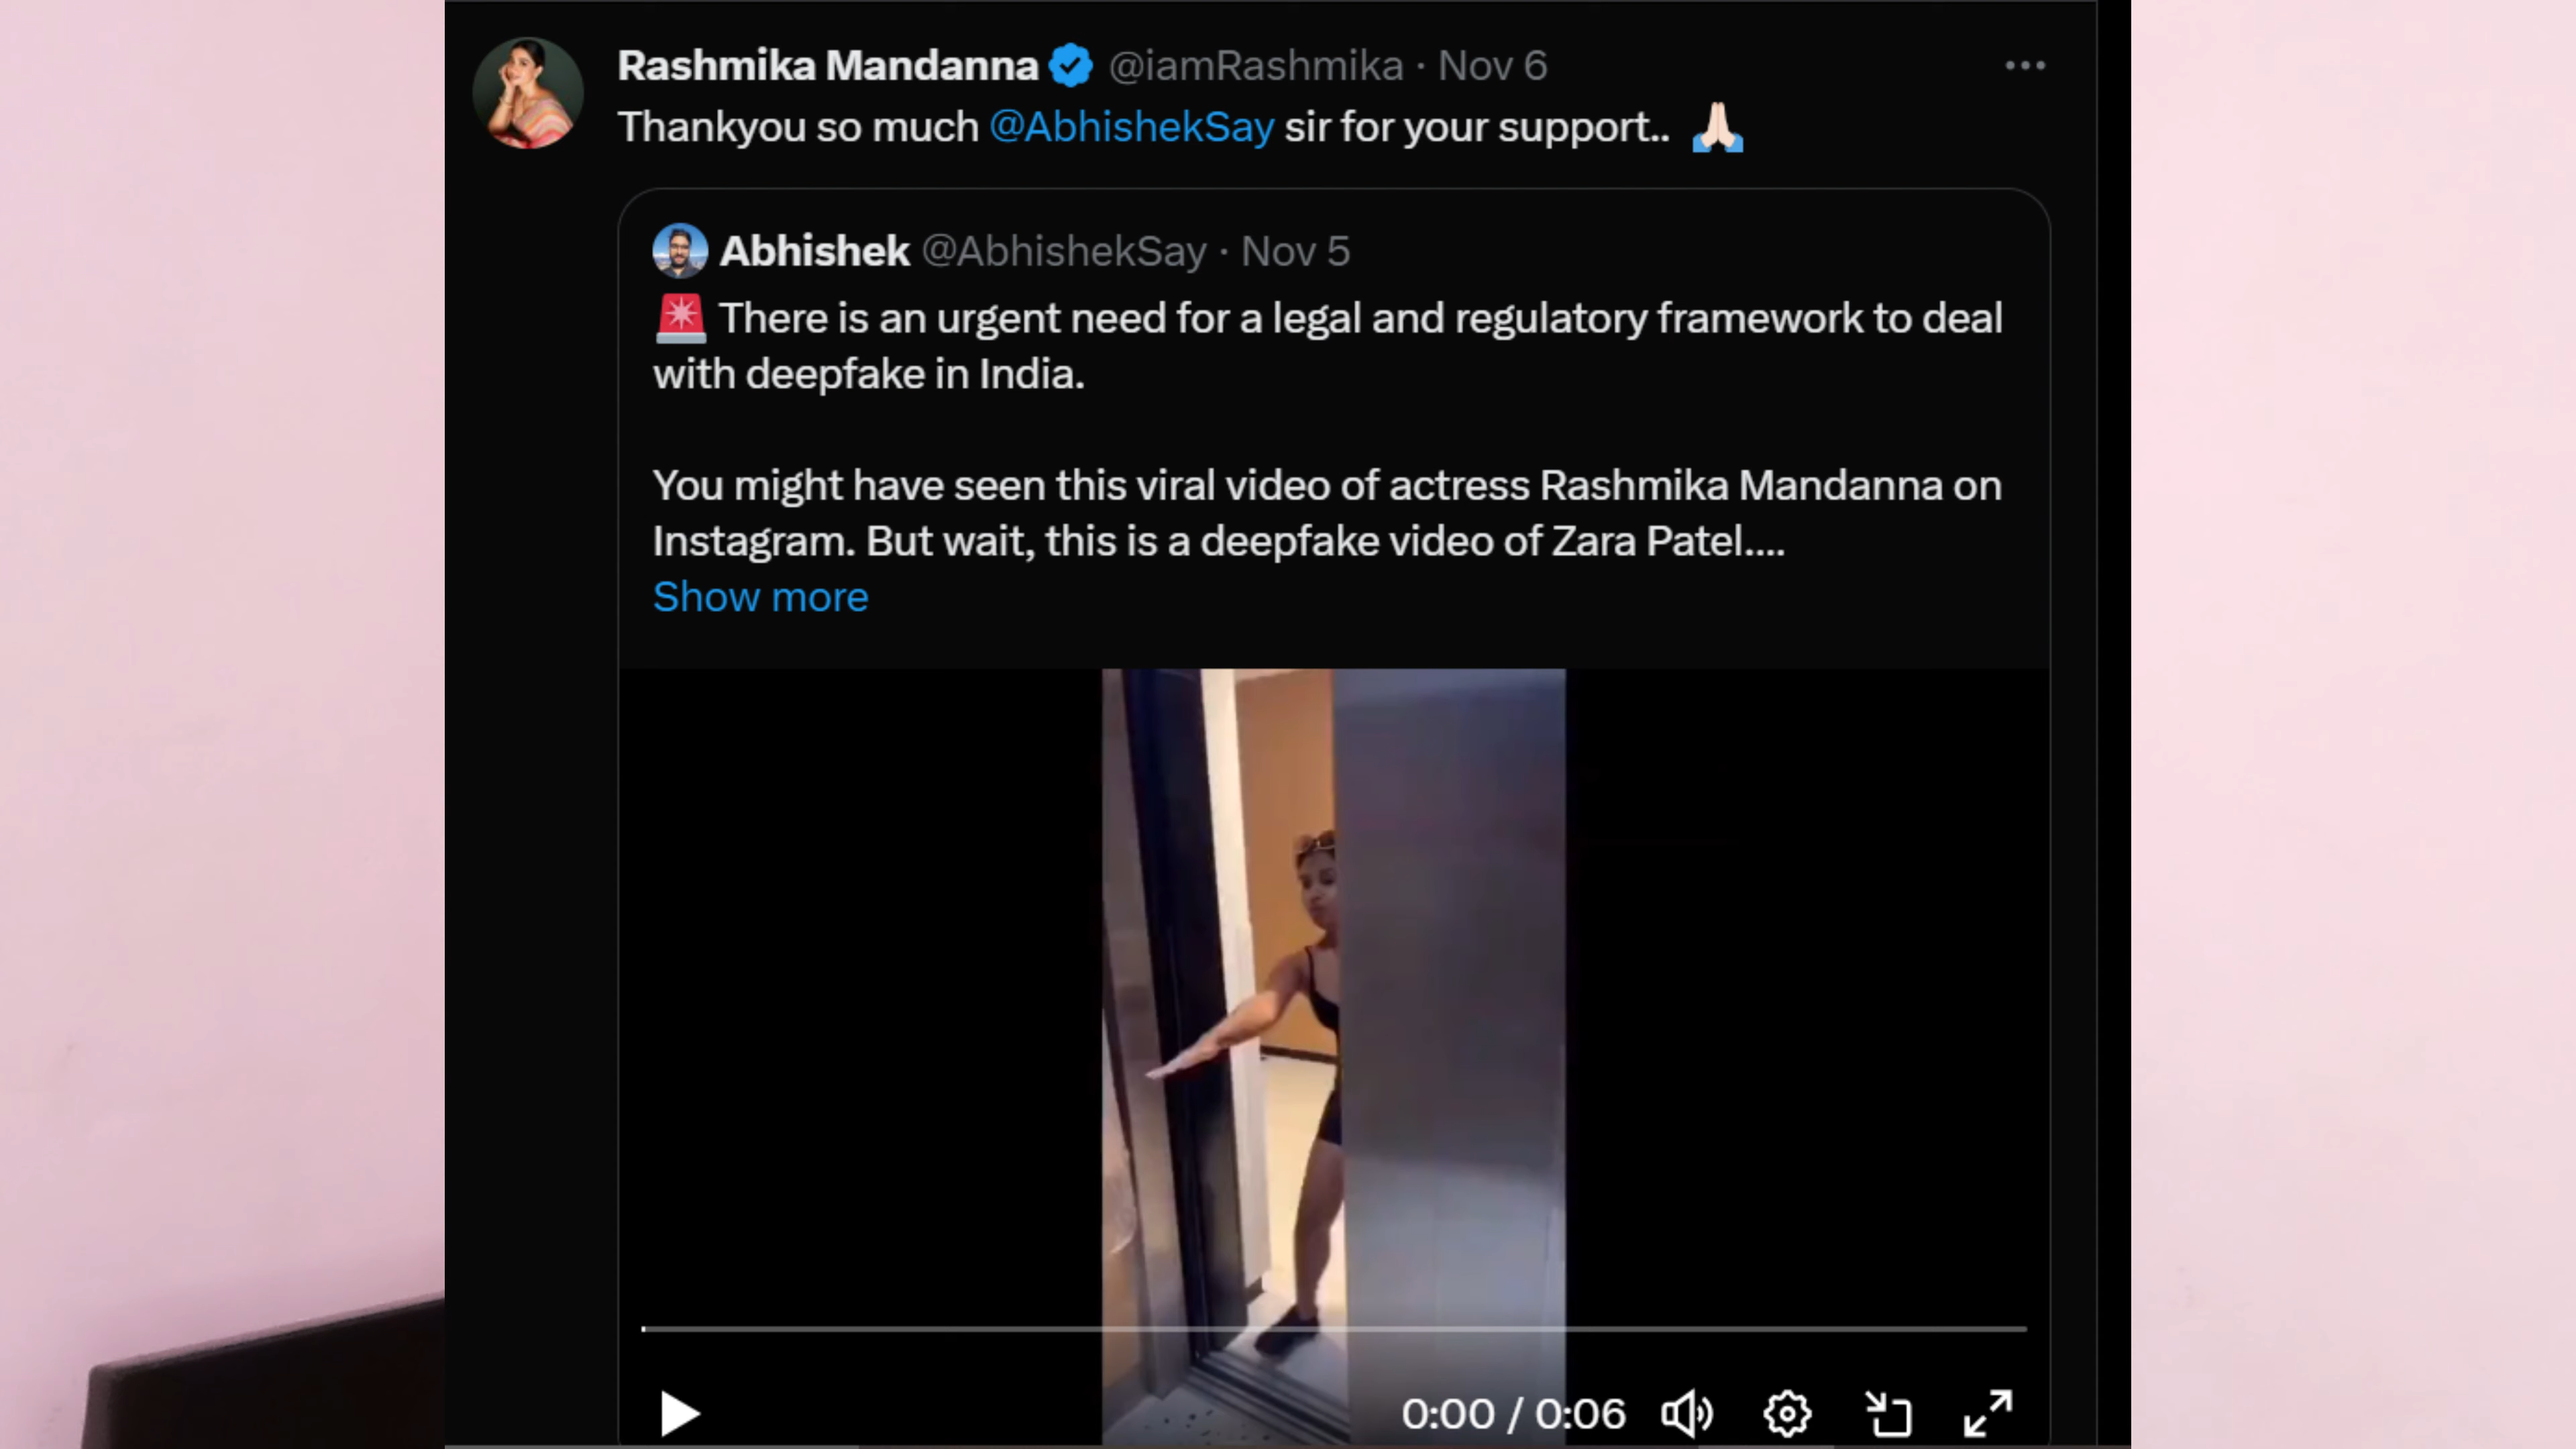 Rashmika Mandanna @iamRashmika · Nov 6
Thankyou so much @AbhishekSay sir for your support.. 🙏🏻
Abhishek @AbhishekSay · Nov 5
🚨 There is an urgent need for a legal and regulatory framework to deal
with deepfake in India.
You might have seen this viral video of actress Rashmika Mandanna on
Instagram. But wait, this is a deepfake video of Zara Patel....
Show more
0:00 / 0:06